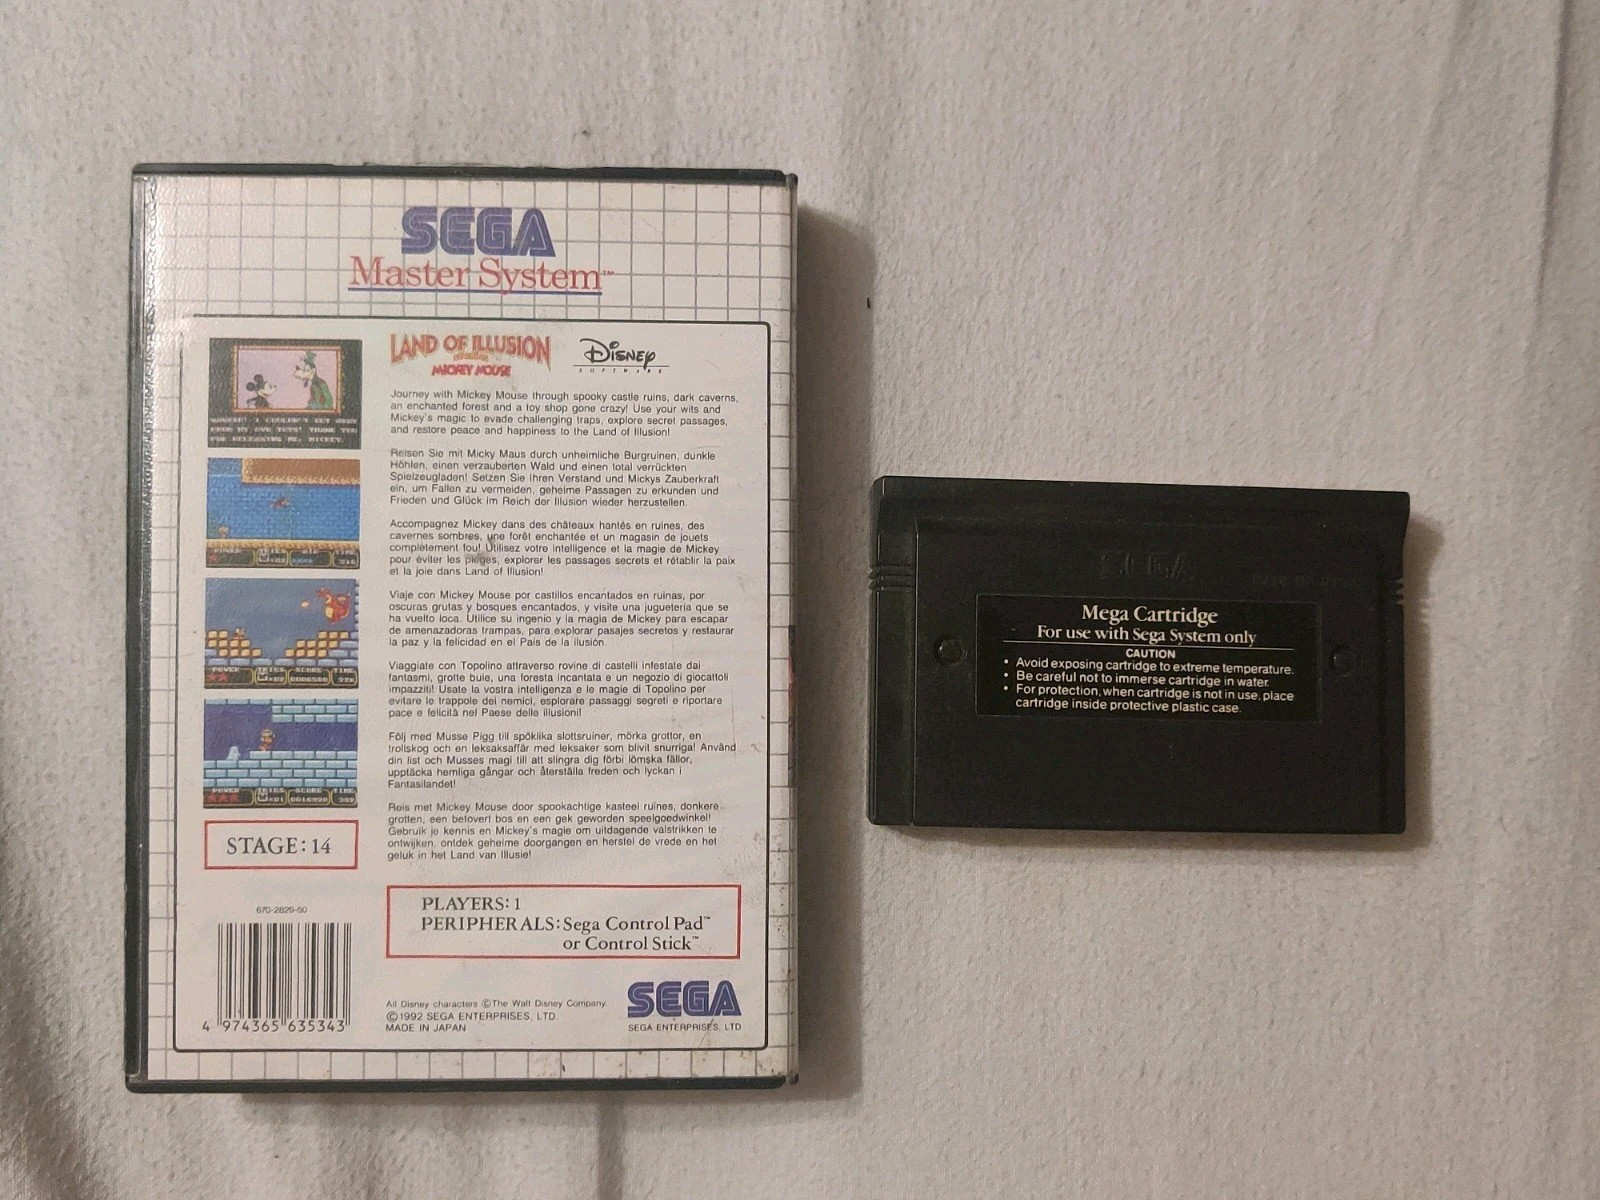 SEGA
Master System™
LAND OF ILLUSION
starring
MICKEY MOUSE
Disney
SOFTWARE
Journey with Mickey Mouse through spooky castle ruins, dark caverns,
an enchanted forest and a toy shop gone crazy! Use your wits and
Mickey's magic to evade challenging traps, explore secret passages,
and restore peace and happiness to the Land of Illusion!
Reisen Sie mit Micky Maus durch unheimliche Burgruinen, dunkle
Höhlen, einen verzauberten Wald und einen total verrückten
Spielzeugladen! Setzen Sie Ihren Verstand und Mickys Zauberkraft
ein, um Fallen zu vermeiden, geheime Passagen zu erkunden und
Frieden und Glück im Reich der Illusion wieder herzustellen.
Accompagnez Mickey dans des châteaux hantés en ruines, des
cavernes sombres, une forêt enchantée et un magasin de jouets
complètement fou! Utilisez votre intelligence et la magie de Mickey
pour éviter les pièges, explorer les passages secrets et rétablir la paix
et la joie dans Land of Illusion!
Viaje con Mickey Mouse por castillos encantados en ruinas, por
oscuras grutas y bosques encantados, y visite una juguetería que se
ha vuelto loca. Utilice su ingenio y la magia de Mickey para escapar
de amenazadoras trampas, para explorar pasajes secretos y restaurar
la paz y la felicidad en el País de la ilusión.
Viaggiate con Topolino attraverso rovine di castelli infestate dai
fantasmi, grotte buie, una foresta incantata e un negozio di giocattoli
impazziti! Usate la vostra intelligenza e le magie di Topolino per
evitare le trappole dei nemici, esplorare passaggi segreti e riportare
pace e felicità nel Paese delle illusioni!
Följ med Musse Pigg till spöklika slottsruiner, mörka grottor, en
trollskog och en leksaksaffär med leksaker som blivit snurriga! Använd
din list och Musses magi till att slingra dig förbi lömska fällor,
upptäcka hemliga gångar och återställa freden och lyckan i
Fantasilandet!
Reis met Mickey Mouse door spookachtige kasteel ruïnes, donkere
grotten, een betovert bos en een gek geworden speelgoedwinkel!
Gebruik je kennis en Mickey's magie om uitdagende valstrikken te
ontwijken, ontdek geheime doorgangen en herstel de vrede en het
geluk in het Land van Illusie!
STAGE: 14
670-2829-50
4 974365 635343
PLAYERS: 1
PERIPHERALS: Sega Control Pad™
or Control Stick™
All Disney characters ©The Walt Disney Company
©1992 SEGA ENTERPRISES, LTD.
MADE IN JAPAN
SEGA
SEGA ENTERPRISES, LTD
SEGA
Mega Cartridge
For use with Sega System only
CAUTION
• Avoid exposing cartridge to extreme temperature.
• Be careful not to immerse cartridge in water.
• For protection, when cartridge is not in use, place
cartridge inside protective plastic case.